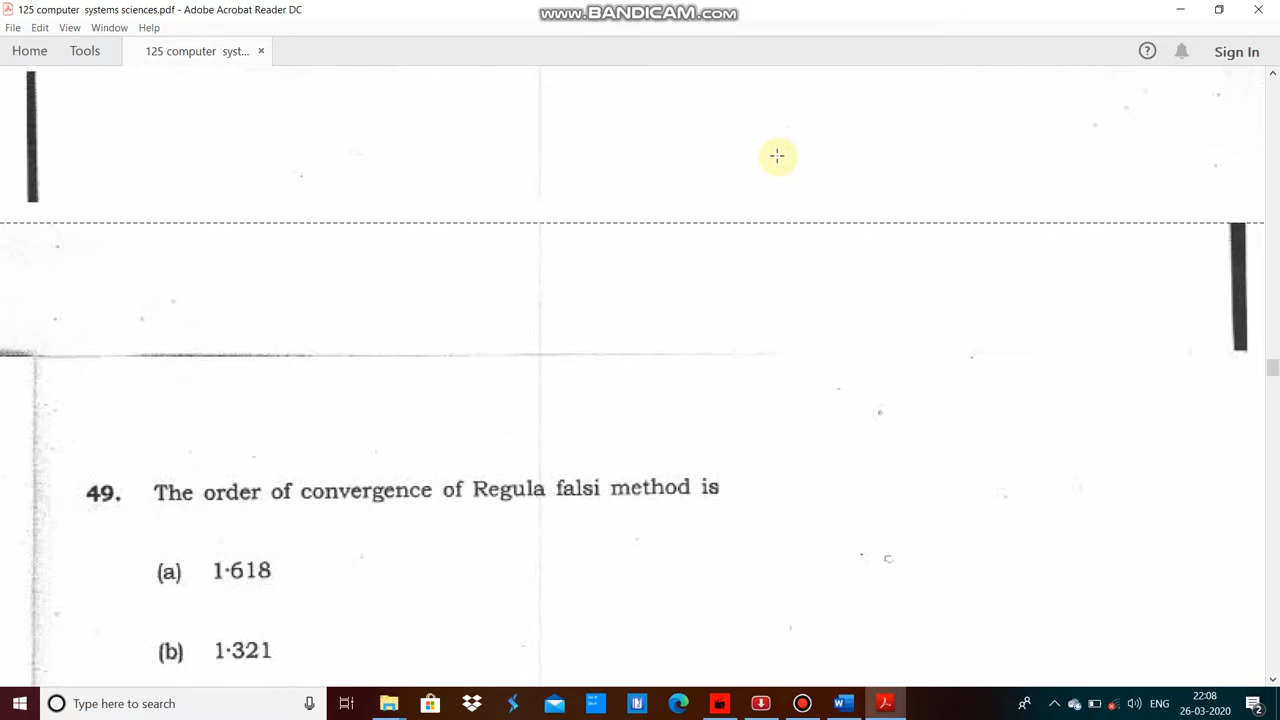 125 computer  systems sciences.pdf - Adobe Acrobat Reader DC
www.BANDICAM.com
File Edit View Window Help
Home Tools 125 computer  syst... ×
Sign In
49. The order of convergence of Regula falsi method is
(a) 1·618
(b) 1·321
Type here to search
ENG
22:08
26-03-2020
2